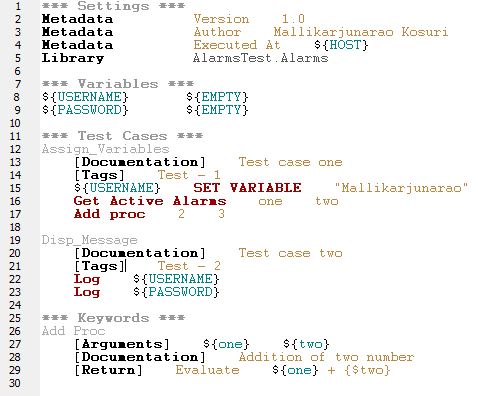 1 *** Settings ***
2 Metadata Version 1.0
3 Metadata Author Mallikarjunarao Kosuri
4 Metadata Executed At ${HOST}
5 Library AlarmsTest.Alarms
6
7 *** Variables ***
8 ${USERNAME} ${EMPTY}
9 ${PASSWORD} ${EMPTY}
10
11 *** Test Cases ***
12 Assign_Variables
13 [Documentation] Test case one
14 [Tags] Test - 1
15 ${USERNAME} SET VARIABLE "Mallikarjunarao"
16 Get Active Alarms one two
17 Add proc 2 3
18
19 Disp_Message
20 [Documentation] Test case two
21 [Tags] Test - 2
22 Log ${USERNAME}
23 Log ${PASSWORD}
24
25 *** Keywords ***
26 Add Proc
27 [Arguments] ${one} ${two}
28 [Documentation] Addition of two number
29 [Return] Evaluate ${one} + {$two}
30